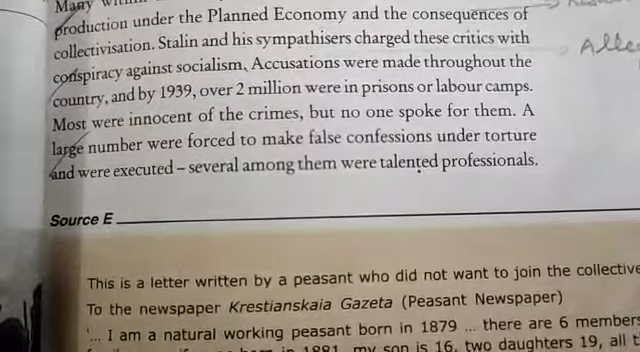 Many within
production under the Planned Economy and the consequences of
collectivisation. Stalin and his sympathisers charged these critics with
conspiracy against socialism. Accusations were made throughout the
country, and by 1939, over 2 million were in prisons or labour camps.
Most were innocent of the crimes, but no one spoke for them. A
large number were forced to make false confessions under torture
and were executed – several among them were talented professionals.
Source E
This is a letter written by a peasant who did not want to join the collective
To the newspaper Krestianskaia Gazeta (Peasant Newspaper)
'... I am a natural working peasant born in 1879 ... there are 6 members
born in 1881, my son is 16, two daughters 19, all